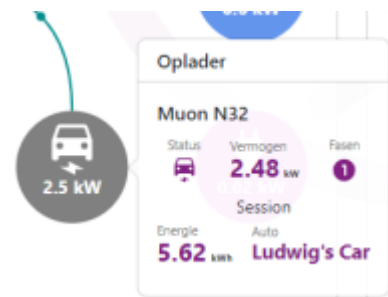 Oplader
Muon N32
Status Vermogen Fasen
2.48 kW 1
2.5 kW
Session
Energie Auto
5.62 kWh Ludwig's Car